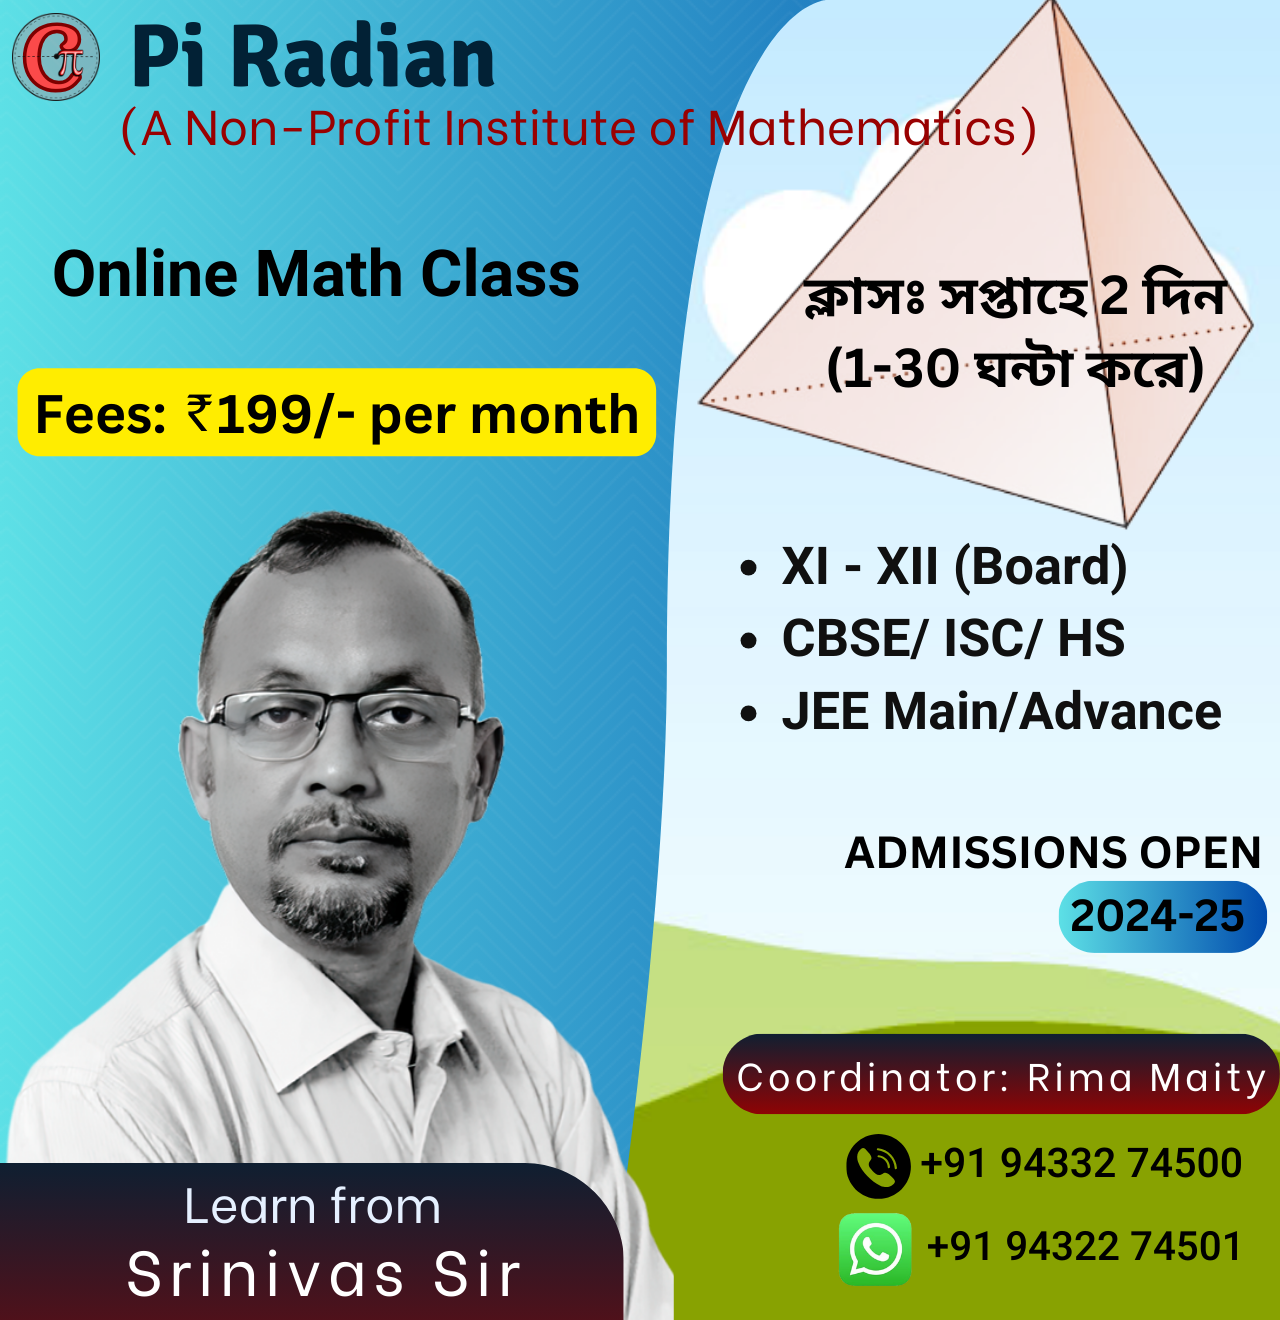 Pi Radian
(A Non-Profit Institute of Mathematics)
Online Math Class
Fees: ₹199/- per month
ক্লাসঃ সপ্তাহে 2 দিন
(1-30 ঘন্টা করে)
XI - XII (Board)
CBSE/ ISC/ HS
JEE Main/Advance
ADMISSIONS OPEN
2024-25
Coordinator: Rima Maity
+91 94332 74500
+91 94322 74501
Learn from
Srinivas Sir